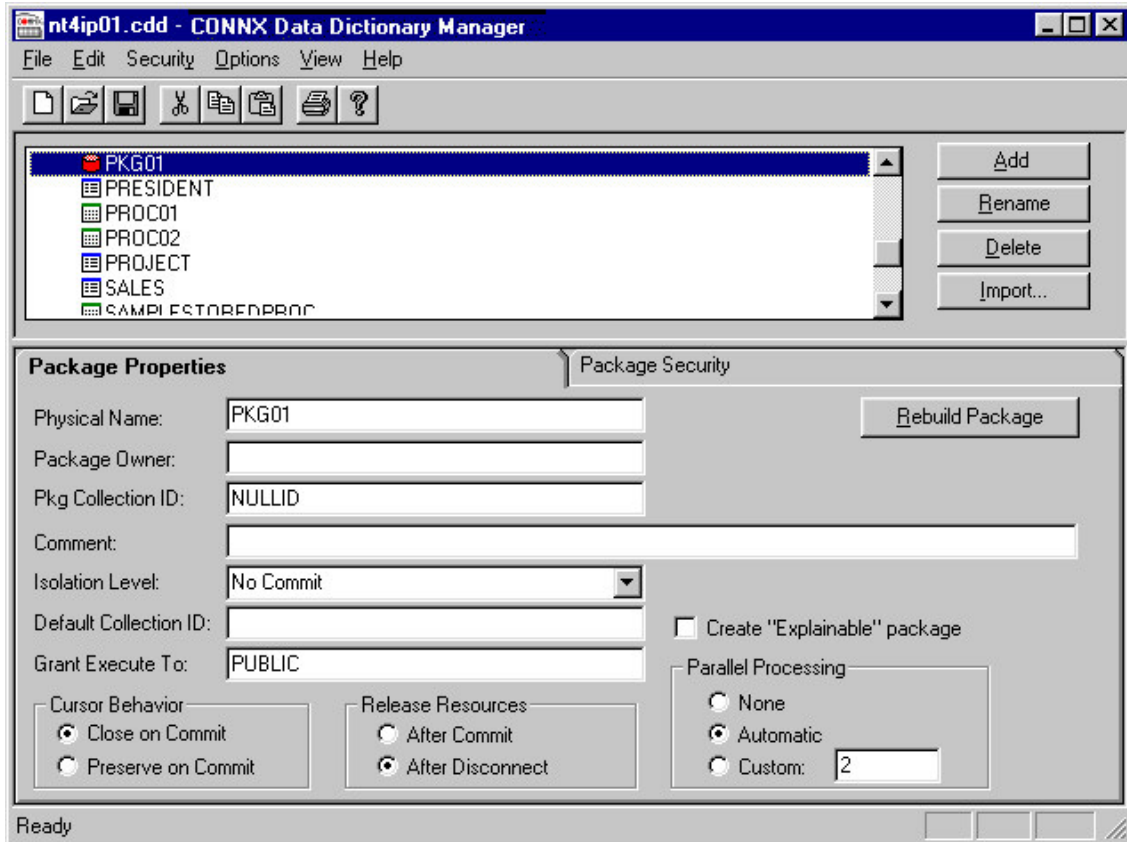 nt4ip01.cdd - CONNX Data Dictionary Manager
File Edit Security Options View Help
PKG01
PRESIDENT
PROC01
PROC02
PROJECT
SALES
SAMPLESTOREDPROC
Add
Rename
Delete
Import...
Package Properties
Package Security
Physical Name: PKG01
Rebuild Package
Package Owner:
Pkg Collection ID: NULLID
Comment:
Isolation Level: No Commit
Default Collection ID:
Create "Explainable" package
Grant Execute To: PUBLIC
Cursor Behavior
Close on Commit
Preserve on Commit
Release Resources
After Commit
After Disconnect
Parallel Processing
None
Automatic
Custom: 2
Ready